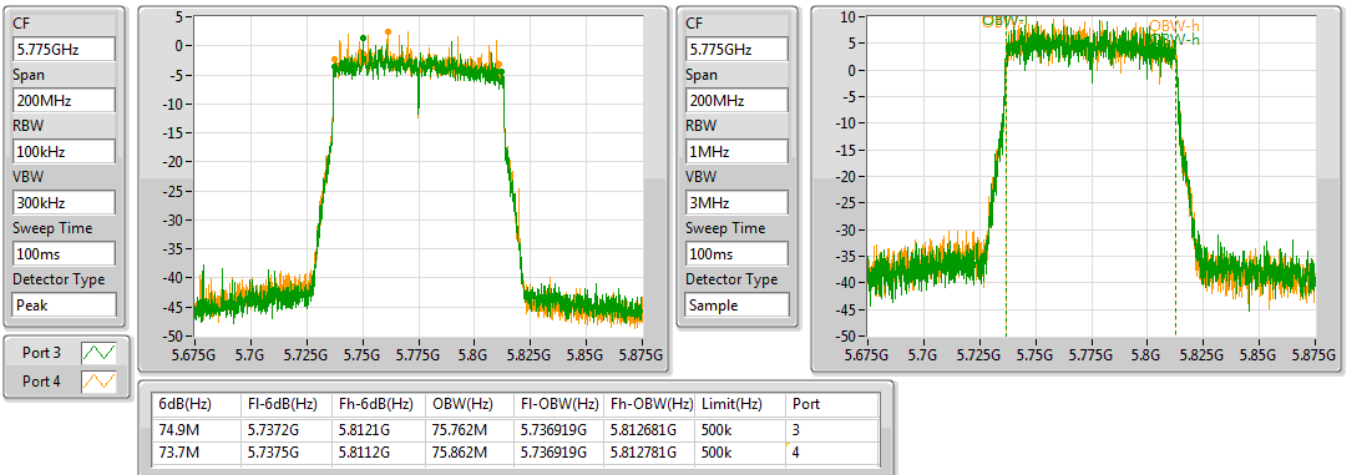 CF
5.775GHz
Span
200MHz
RBW
100kHz
VBW
300kHz
Sweep Time
100ms
Detector Type
Peak
Port 3
Port 4
5
0
-5
-10
-15
-20
-25
-30
-35
-40
-45
-50
5.675G 5.7G 5.725G 5.75G 5.775G 5.8G 5.825G 5.85G 5.875G
CF
5.775GHz
Span
200MHz
RBW
1MHz
VBW
3MHz
Sweep Time
100ms
Detector Type
Sample
10
5
0
-5
-10
-15
-20
-25
-30
-35
-40
-45
-50
OBW-l
OBW-h
OBW-h
5.675G 5.7G 5.725G 5.75G 5.775G 5.8G 5.825G 5.85G 5.875G
6dB(Hz) Fl-6dB(Hz) Fh-6dB(Hz) OBW(Hz) Fl-OBW(Hz) Fh-OBW(Hz) Limit(Hz) Port
74.9M 5.7372G 5.8121G 75.762M 5.736919G 5.812681G 500k 3
73.7M 5.7375G 5.8112G 75.862M 5.736919G 5.812781G 500k 4